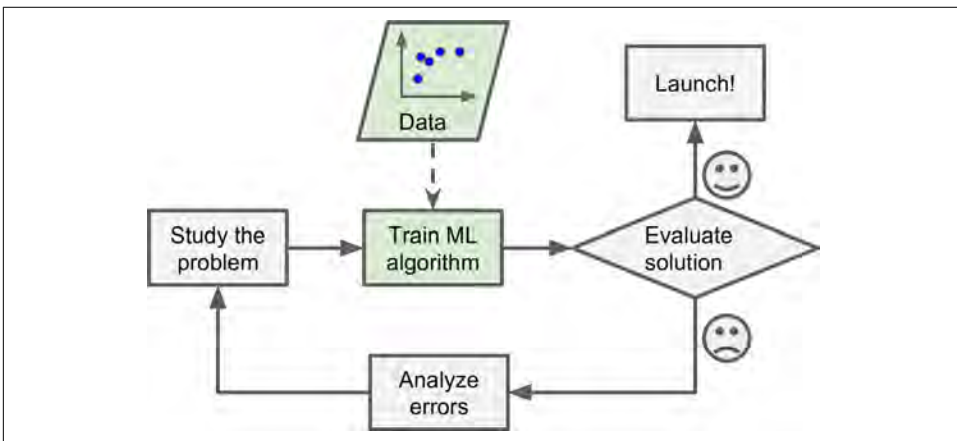 Data
Launch!
Study the
problem
Train ML
algorithm
Evaluate
solution
Analyze
errors